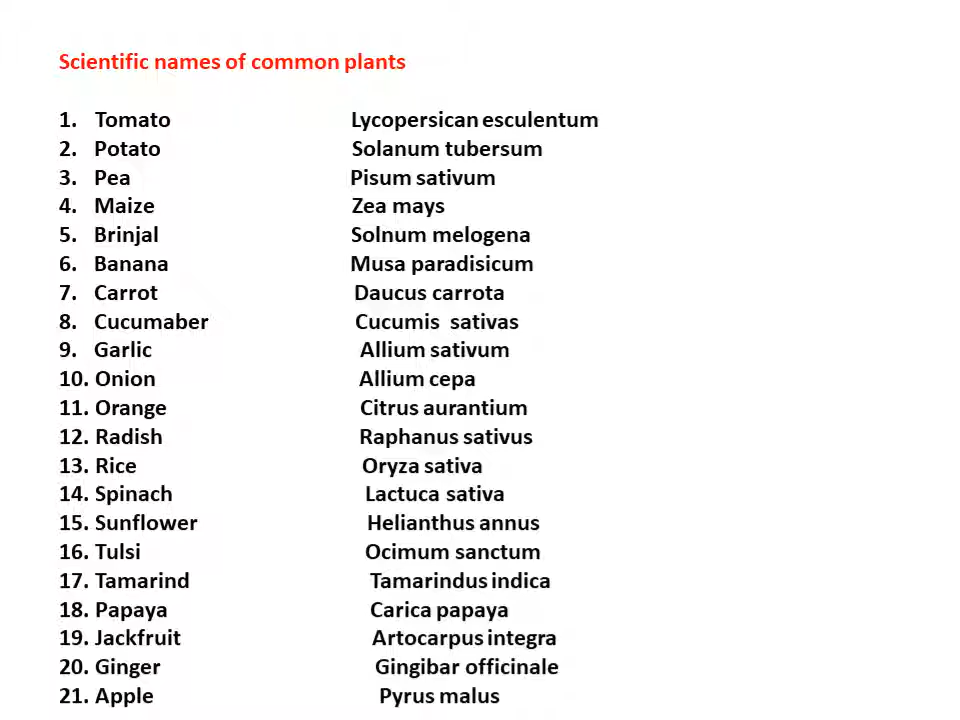 Scientific names of common plants
1. Tomato Lycopersican esculentum
2. Potato Solanum tubersum
3. Pea Pisum sativum
4. Maize Zea mays
5. Brinjal Solnum melogena
6. Banana Musa paradisicum
7. Carrot Daucus carrota
8. Cucumaber Cucumis sativas
9. Garlic Allium sativum
10. Onion Allium cepa
11. Orange Citrus aurantium
12. Radish Raphanus sativus
13. Rice Oryza sativa
14. Spinach Lactuca sativa
15. Sunflower Helianthus annus
16. Tulsi Ocimum sanctum
17. Tamarind Tamarindus indica
18. Papaya Carica papaya
19. Jackfruit Artocarpus integra
20. Ginger Gingibar officinale
21. Apple Pyrus malus